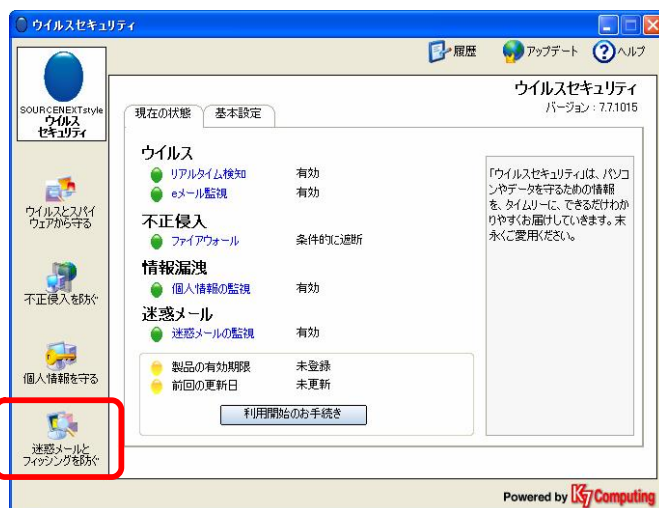 ウイルスセキュリティ
履歴 アップデート ヘルプ
SOURCENEXTstyle
ウイルス
セキュリティ
ウイルスセキュリティ
バージョン : 7.7.1015
現在の状態 基本設定
ウイルス
リアルタイム検知 有効
eメール監視 有効
不正侵入
ファイアウォール 条件的に遮断
情報漏洩
個人情報の監視 有効
迷惑メール
迷惑メールの監視 有効
製品の有効期限 未登録
前回の更新日 未更新
利用開始のお手続き
「ウイルスセキュリティ」は、パソコ
ンやデータを守るための情報
を、タイムリーに、できるだけわか
りやすくお届けしていきます。末
永くご愛用ください。
ウイルスとスパイ
ウェアから守る
不正侵入を防ぐ
個人情報を守る
迷惑メールと
フィッシングを防ぐ
Powered by K7 Computing